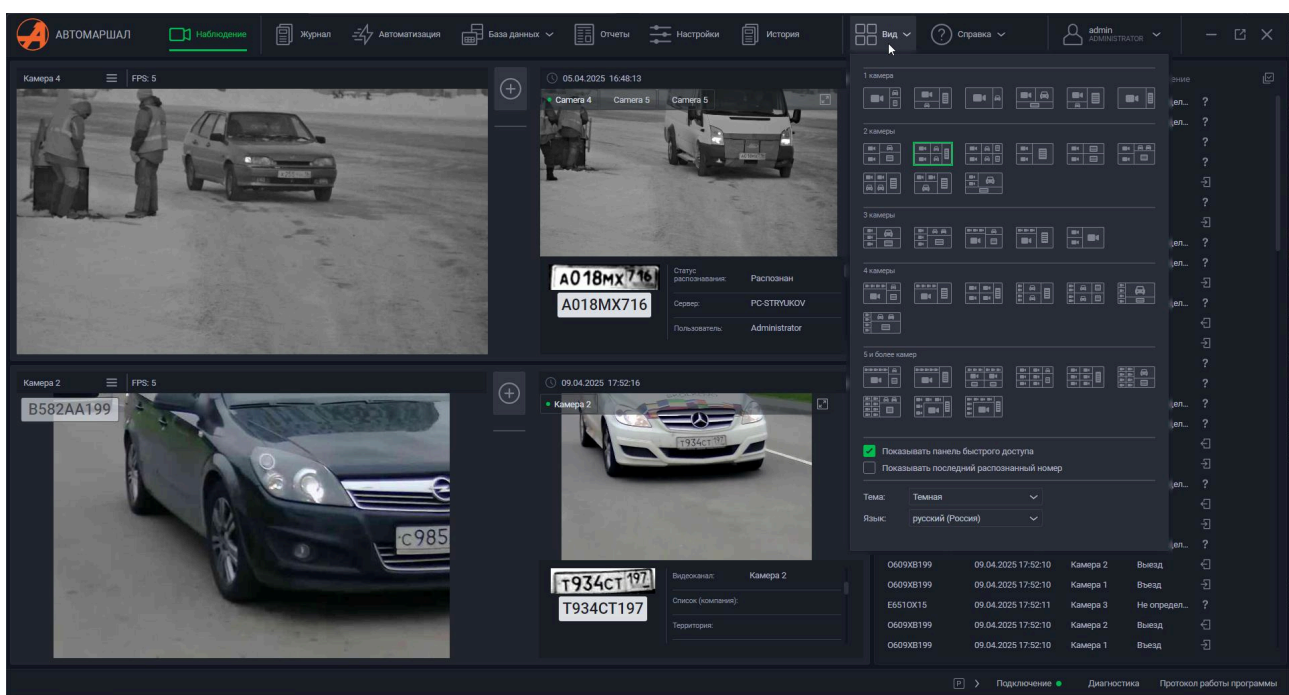 АВТОМАРШАЛ
Наблюдение
Журнал
Автоматизация
База данных
Отчеты
Настройки
История
Вид
Справка
admin
ADMINISTRATOR
Камера 4
FPS: 5
05.04.2025 16:48:13
Camera 4 Camera 5 Camera 5
А018МХ716
A018MX716
Статус распознавания: Распознан
Сервер: PC-STRYUKOV
Пользователь: Administrator
Камера 2
FPS: 5
B582AA199
С985
09.04.2025 17:52:16
Камера 2
Т934СТ 197
Т934СТ 197
T934CT197
Видеоканал: Камера 2
Список (компания):
Территория:
1 камера
2 камеры
3 камеры
4 камеры
5 и более камер
Показывать панель быстрого доступа
Показывать последний распознанный номер
Тема: Темная
Язык: русский (Россия)
O609XB199 09.04.2025 17:52:10 Камера 2 Выезд
O609XB199 09.04.2025 17:52:10 Камера 1 Въезд
E651OX15 09.04.2025 17:52:11 Камера 3 Не определ... ?
O609XB199 09.04.2025 17:52:10 Камера 2 Выезд
O609XB199 09.04.2025 17:52:10 Камера 1 Въезд
P
Подключение
Диагностика
Протокол работы программы